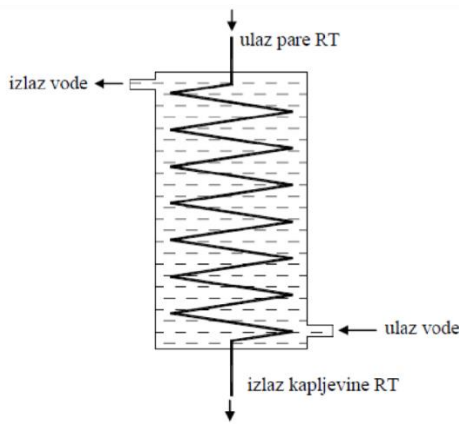 ulaz pare RT
izlaz vode
ulaz vode
izlaz kapljevine RT